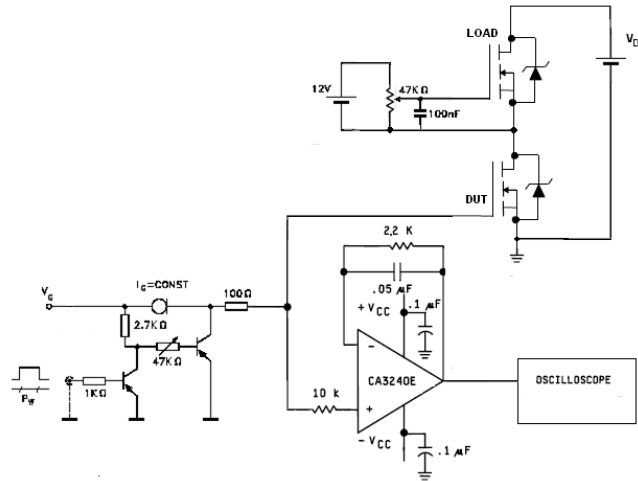 LOAD
V_D
12V
47KΩ
100nF
DUT
2.2 K
.05 μF
I_G=CONST
V_G
100Ω
2.7KΩ
47KΩ
1KΩ
P_W
+V_CC
.1 μF
-
CA3240E
OSCILLOSCOPE
10 k
+
-V_CC
.1 μF